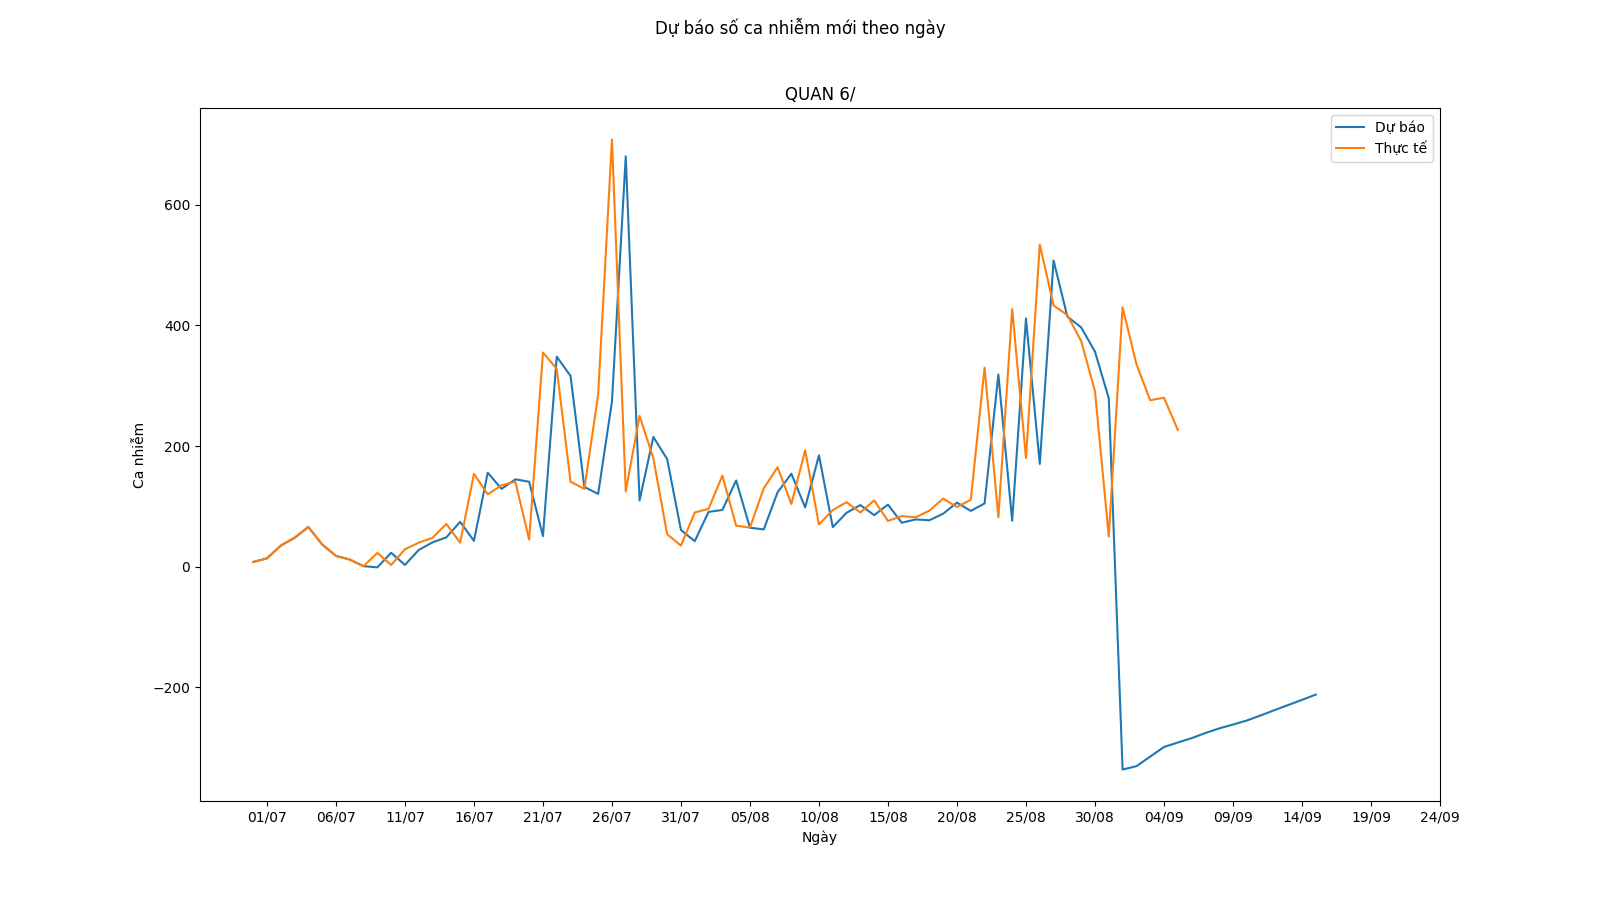 Dự báo số ca nhiễm mới theo ngày
QUAN 6/
Dự báo
Thực tế
Ca nhiễm
600
400
200
0
−200
01/07 06/07 11/07 16/07 21/07 26/07 31/07 05/08 10/08 15/08 20/08 25/08 30/08 04/09 09/09 14/09 19/09 24/09
Ngày